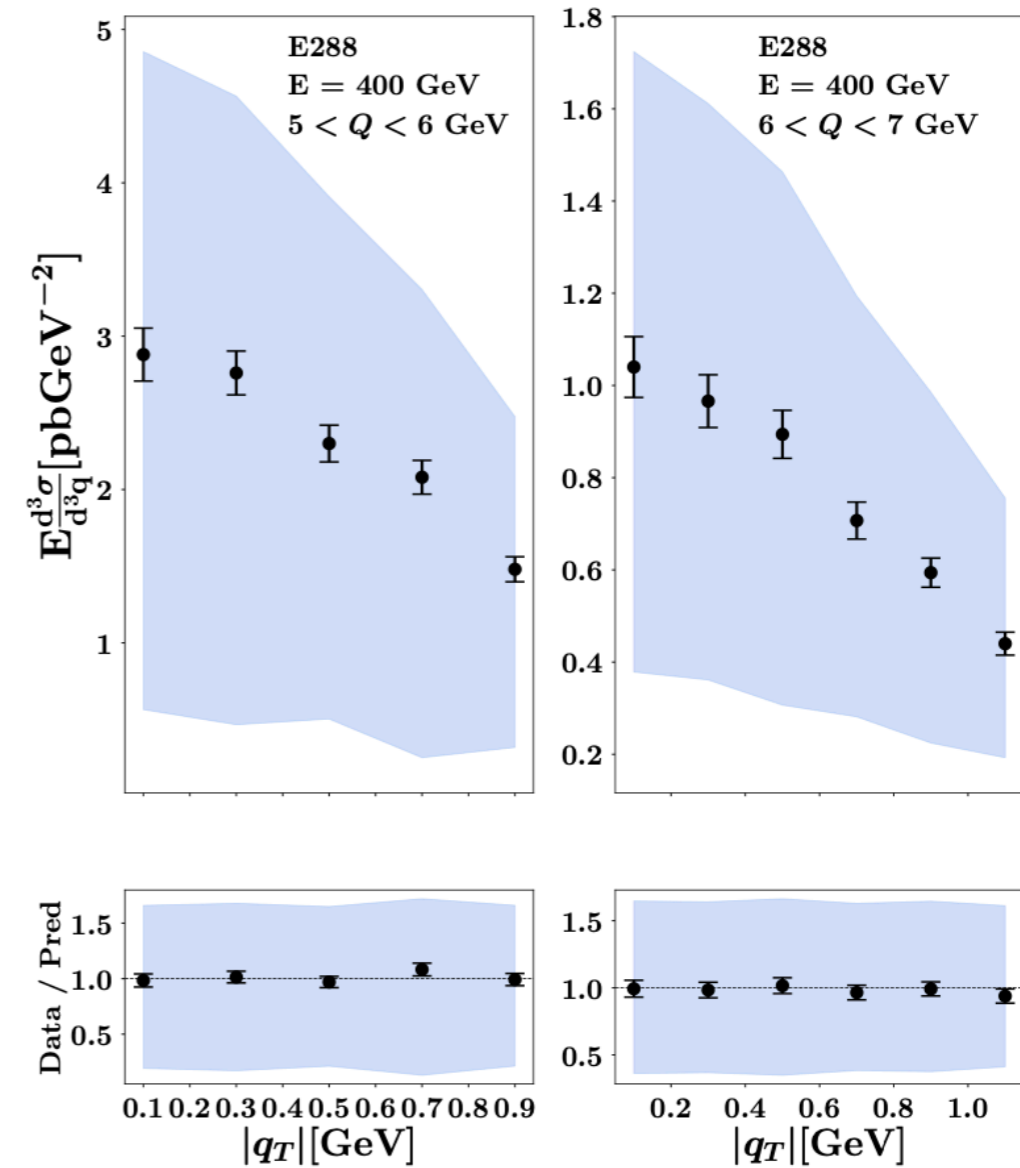 E d³σ/d³q [pbGeV⁻²]
5
4
3
2
1
E288
E = 400 GeV
5 < Q < 6 GeV
1.8
1.6
1.4
1.2
1.0
0.8
0.6
0.4
0.2
E288
E = 400 GeV
6 < Q < 7 GeV
Data / Pred
1.5
1.0
0.5
0.1 0.2 0.3 0.4 0.5 0.6 0.7 0.8 0.9
|q_T|[GeV]
1.5
1.0
0.5
0.2 0.4 0.6 0.8 1.0
|q_T|[GeV]